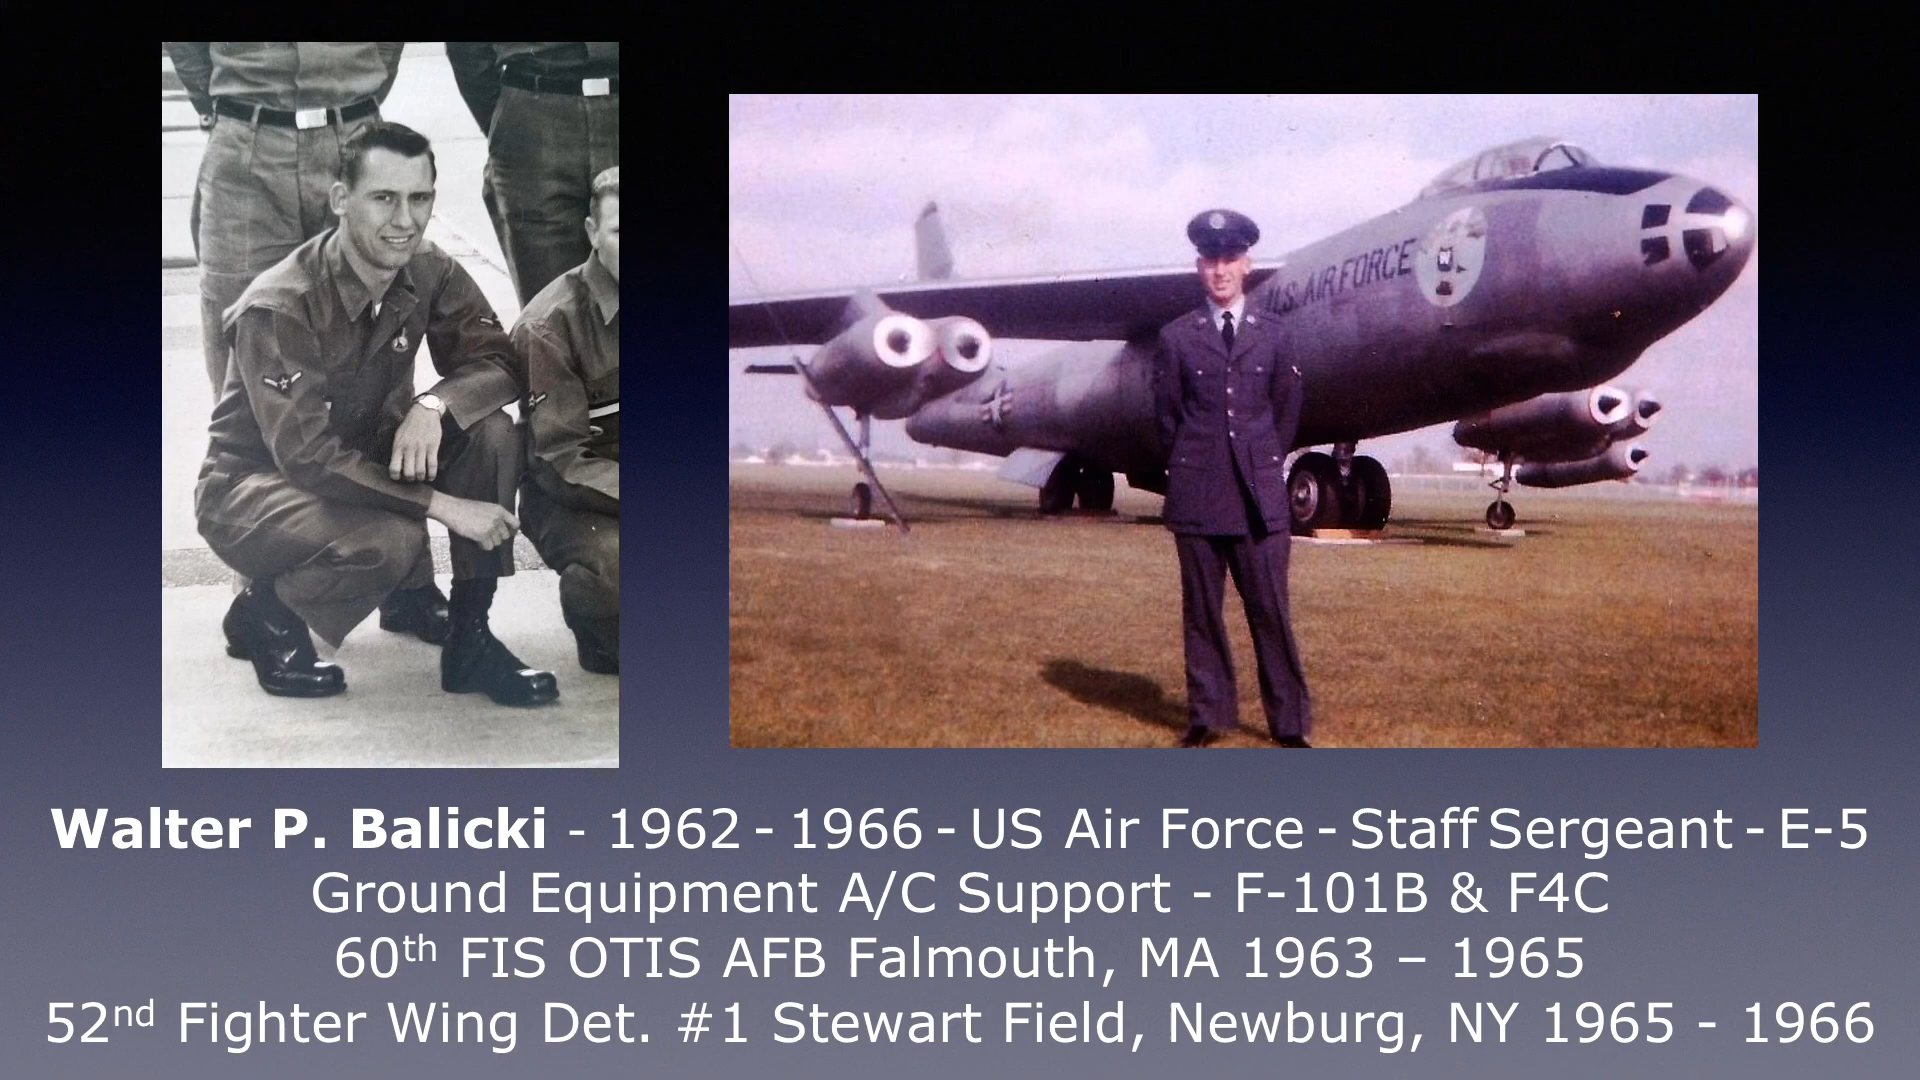 U.S. AIR FORCE
Walter P. Balicki - 1962 - 1966 - US Air Force - Staff Sergeant - E-5
Ground Equipment A/C Support - F-101B & F4C
60th FIS OTIS AFB Falmouth, MA 1963 – 1965
52nd Fighter Wing Det. #1 Stewart Field, Newburg, NY 1965 - 1966